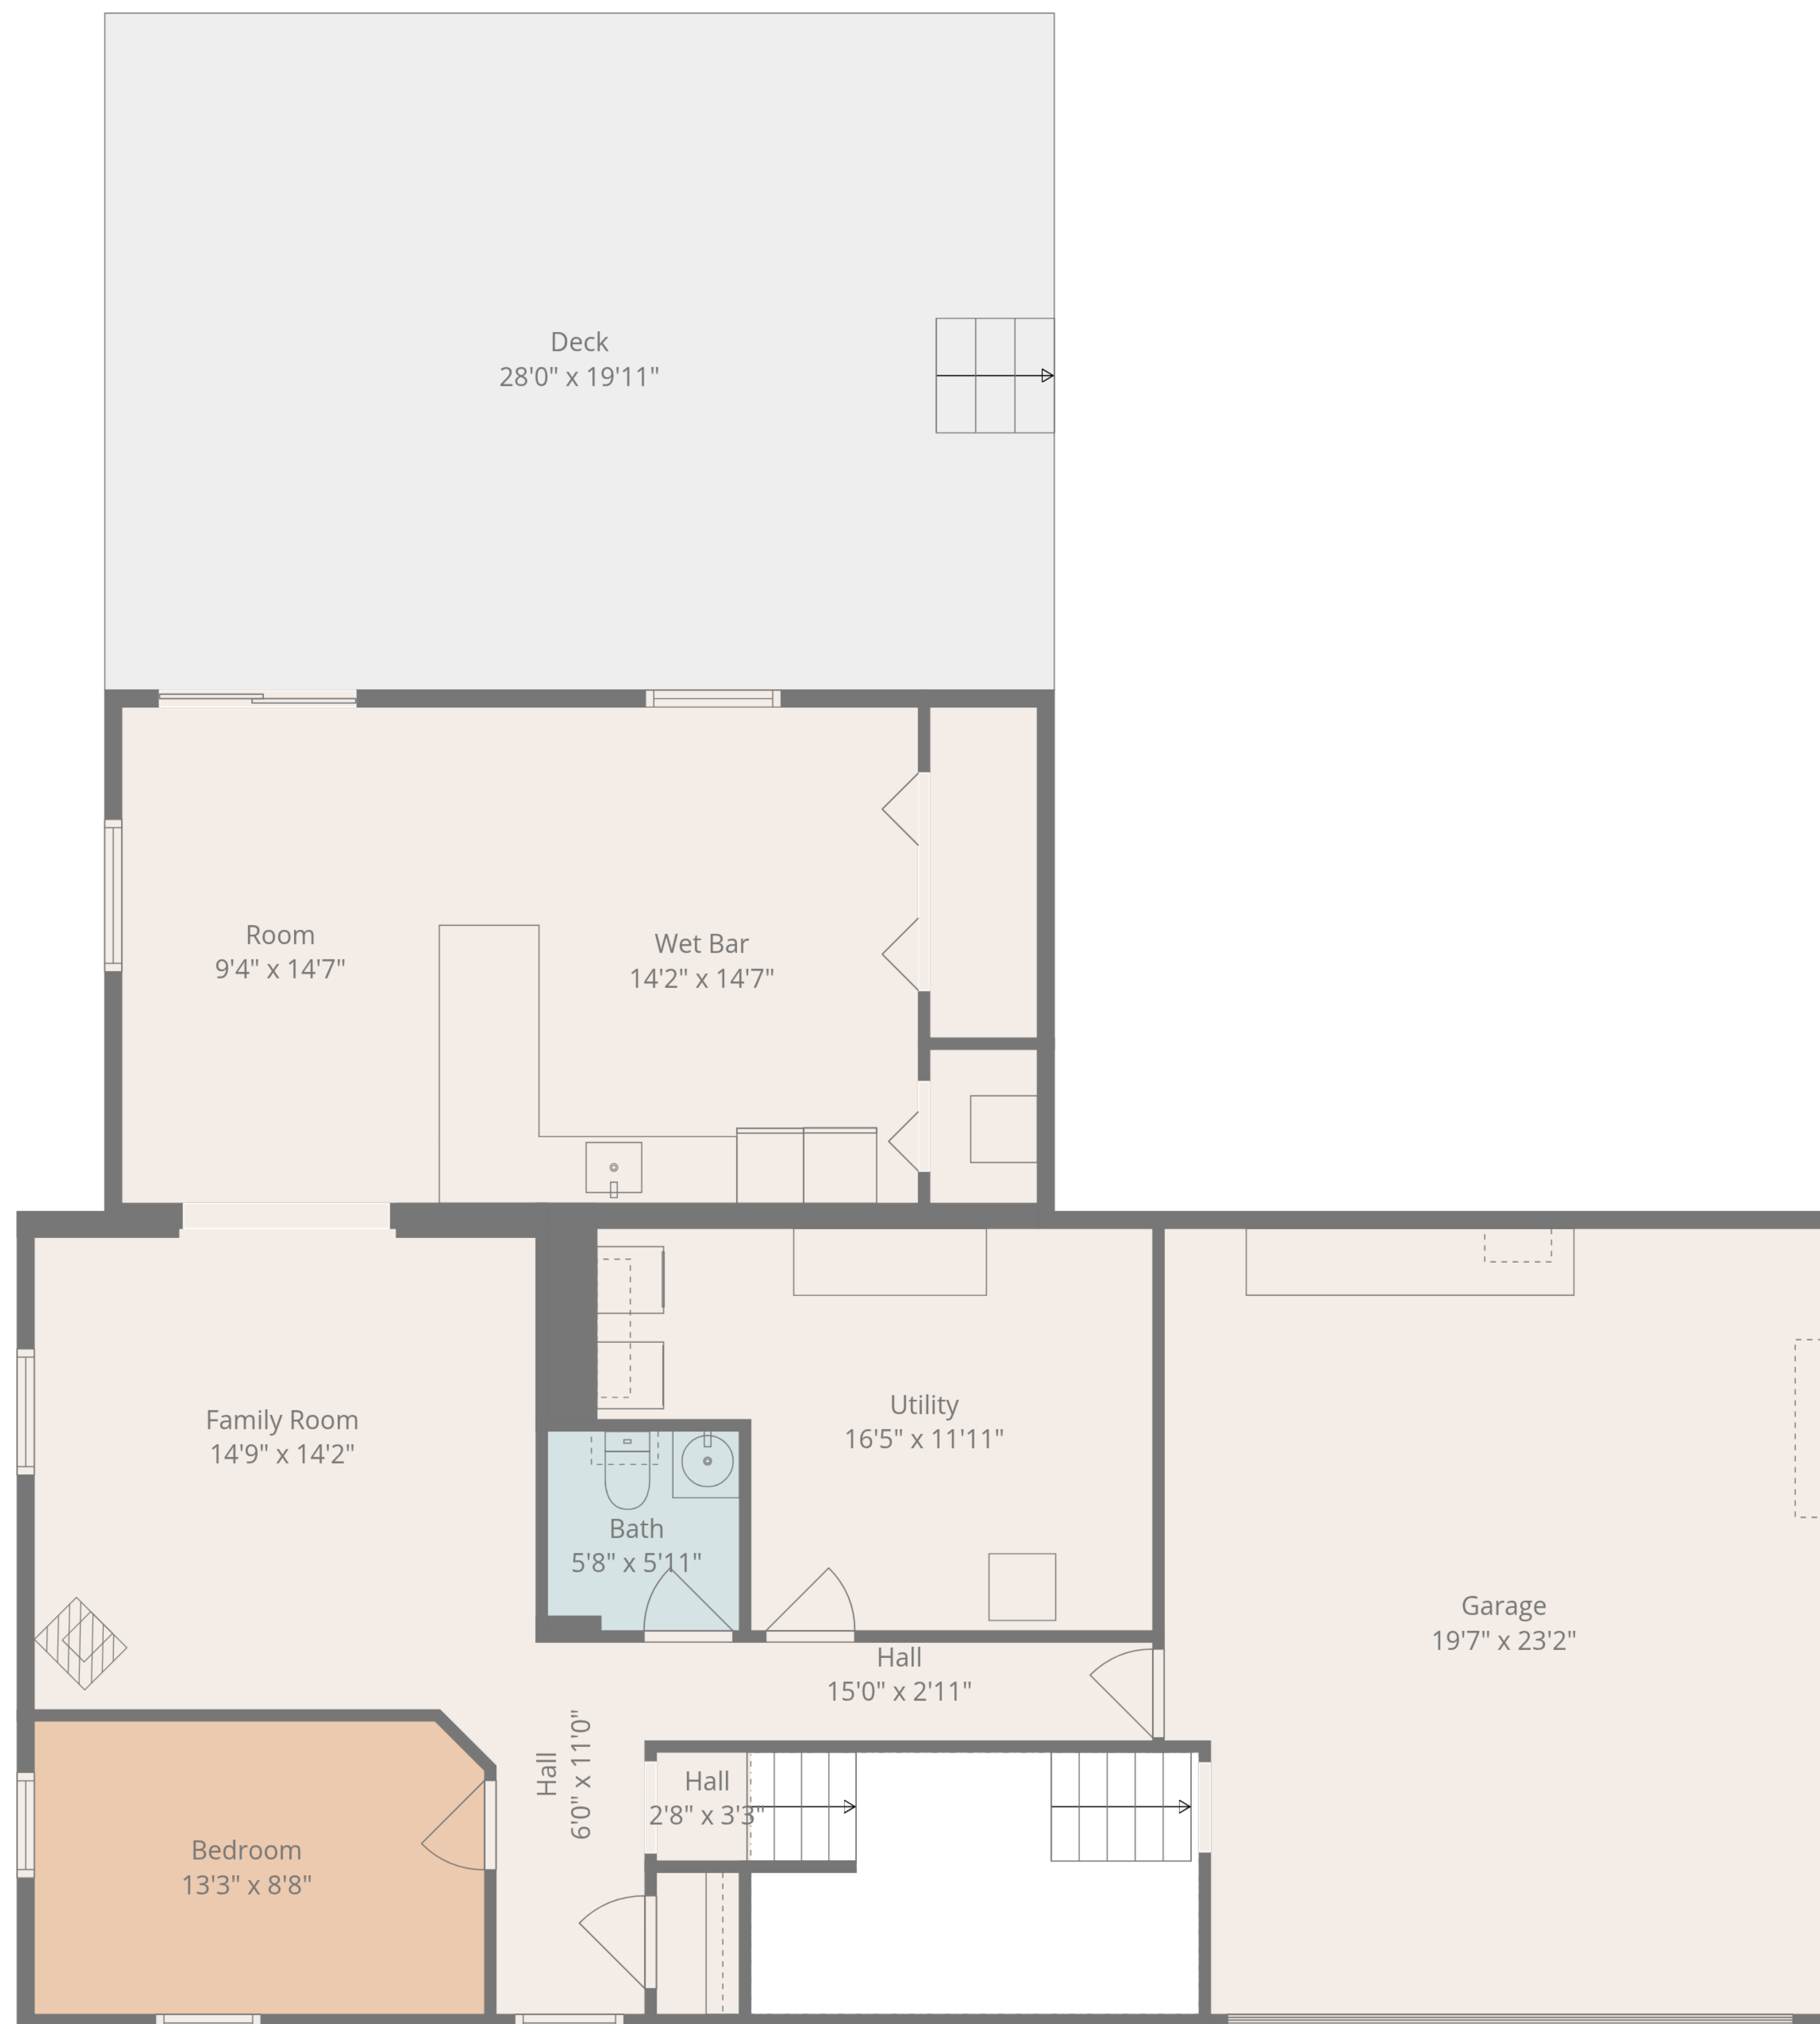 Deck
28'0" x 19'11"
Room
9'4" x 14'7"
Wet Bar
14'2" x 14'7"
Family Room
14'9" x 14'2"
Utility
16'5" x 11'11"
Bath
5'8" x 5'11"
Garage
19'7" x 23'2"
Hall
15'0" x 2'11"
Hall
6'0" x 11'0"
Hall
2'8" x 3'3"
Bedroom
13'3" x 8'8"